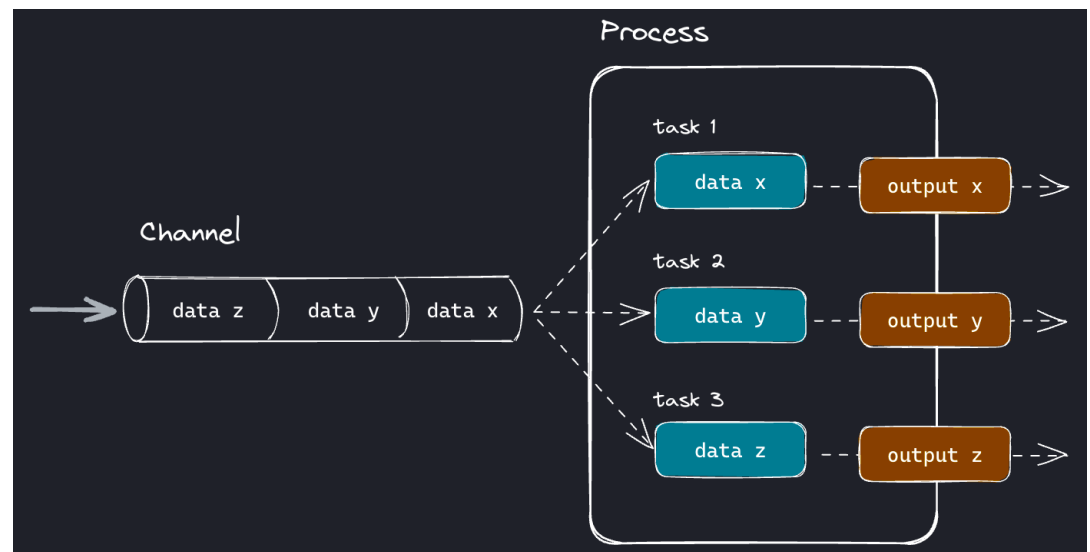 Process
task 1
data x
output x
Channel
task 2
data z
data y
data x
data y
output y
task 3
data z
output z